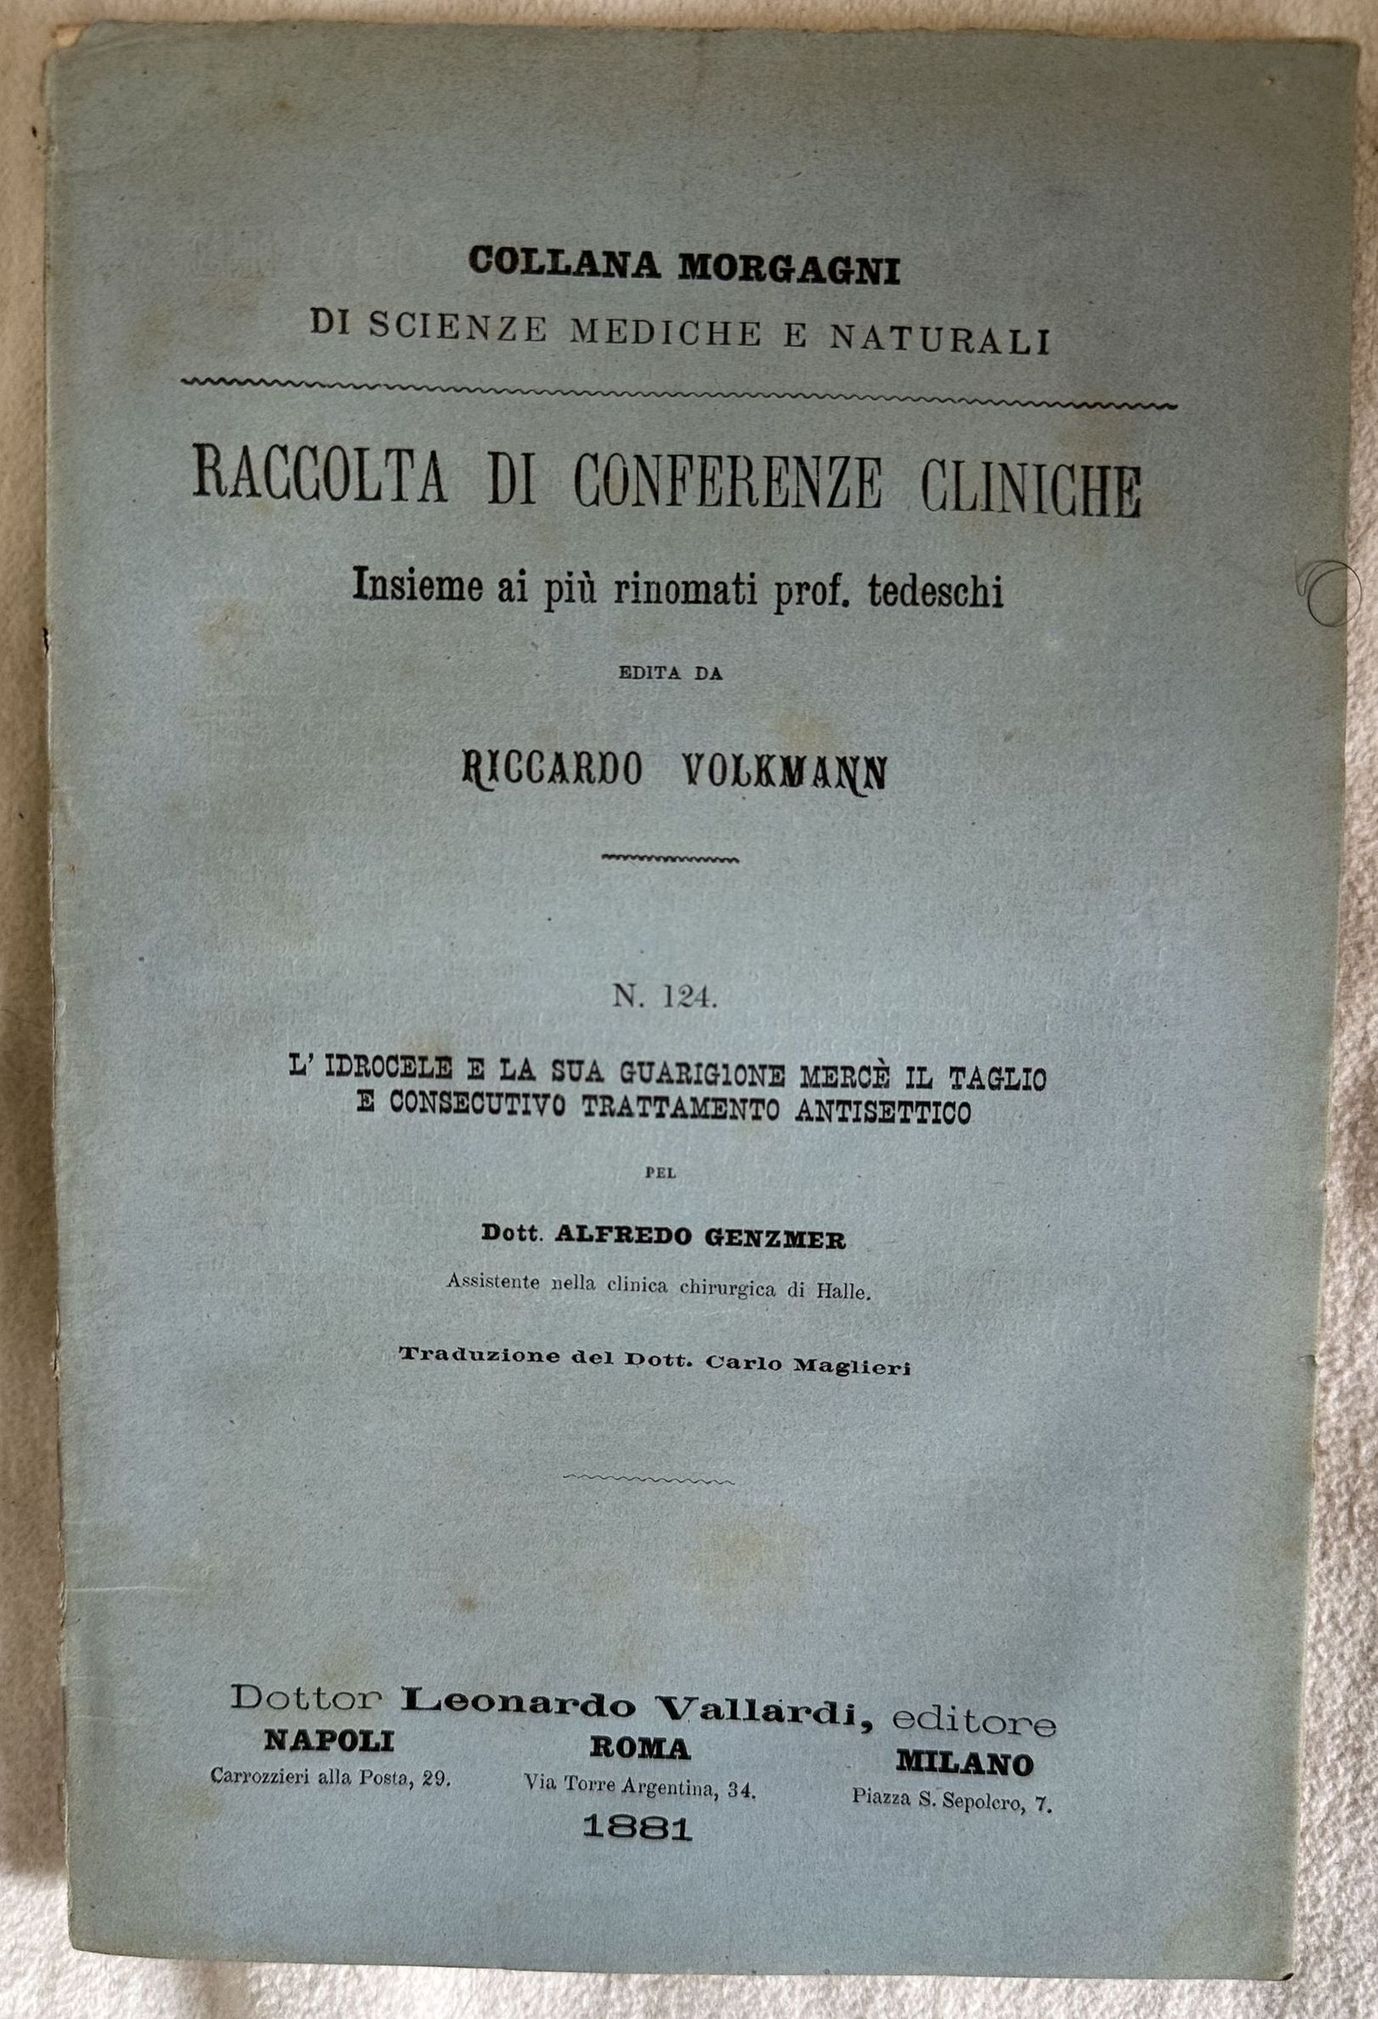 COLLANA MORGAGNI
DI SCIENZE MEDICHE E NATURALI
RACCOLTA DI CONFERENZE CLINICHE
Insieme ai più rinomati prof. tedeschi
EDITA DA
RICCARDO VOLKMANN
N. 124.
L' IDROCELE E LA SUA GUARIG1ONE MERCÈ IL TAGLIO
E CONSECUTIVO TRATTAMENTO ANTISETTICO
PEL
Dott. ALFREDO GENZMER
Assistente nella clinica chirurgica di Halle.
Traduzione del Dott. Carlo Maglieri
Dottor Leonardo Vallardi, editore
NAPOLI ROMA MILANO
Carrozzieri alla Posta, 29. Via Torre Argentina, 34. Piazza S. Sepolcro, 7.
1881